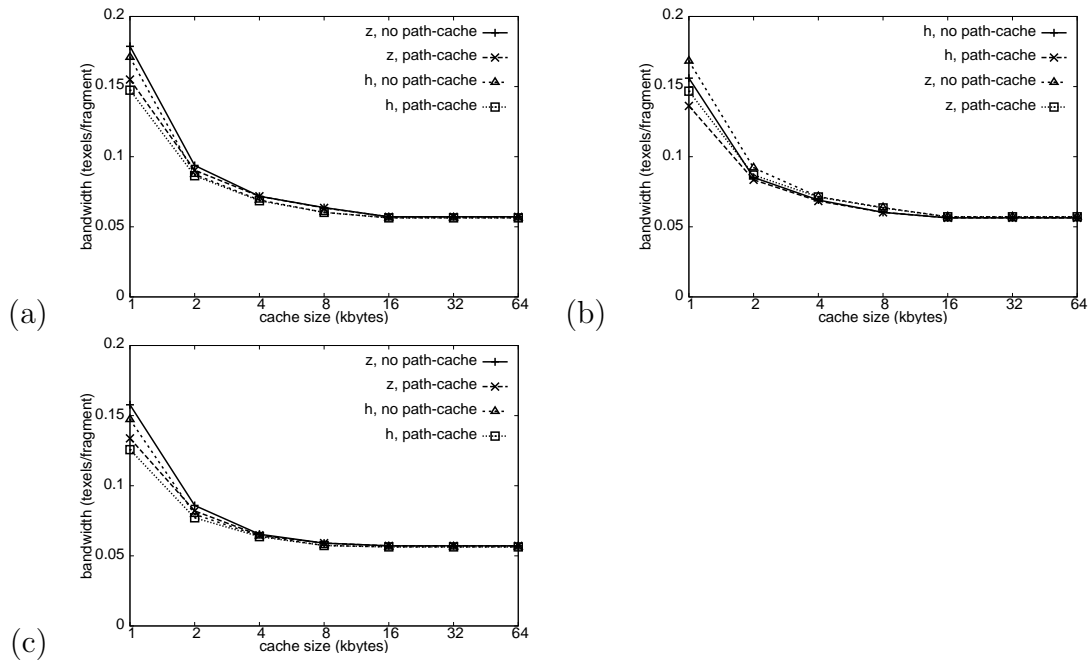 0.2
z, no path-cache
z, path-cache
h, no path-cache
h, path-cache
0.15
0.1
0.05
0
bandwidth (texels/fragment)
1 2 4 8 16 32 64
cache size (kbytes)
(a)
0.2
h, no path-cache
h, path-cache
z, no path-cache
z, path-cache
0.15
0.1
0.05
0
bandwidth (texels/fragment)
1 2 4 8 16 32 64
cache size (kbytes)
(b)
0.2
z, no path-cache
z, path-cache
h, no path-cache
h, path-cache
0.15
0.1
0.05
0
bandwidth (texels/fragment)
1 2 4 8 16 32 64
cache size (kbytes)
(c)